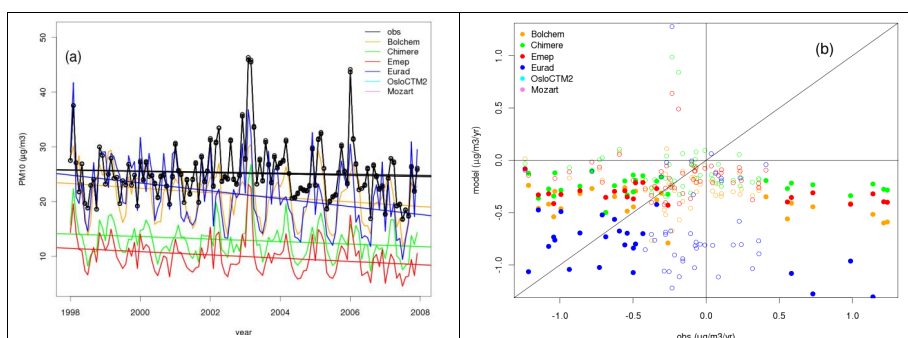 (a)
obs
Bolchem
Chimere
Emep
Eurad
OsloCTM2
Mozart
PM10 (µg/m3)
50
40
30
20
10
1998 2000 2002 2004 2006 2008
year
(b)
Bolchem
Chimere
Emep
Eurad
OsloCTM2
Mozart
model (µg/m3/yr)
1.0
0.5
0.0
-0.5
-1.0
-1.0 -0.5 0.0 0.5 1.0
obs (µg/m3/yr)